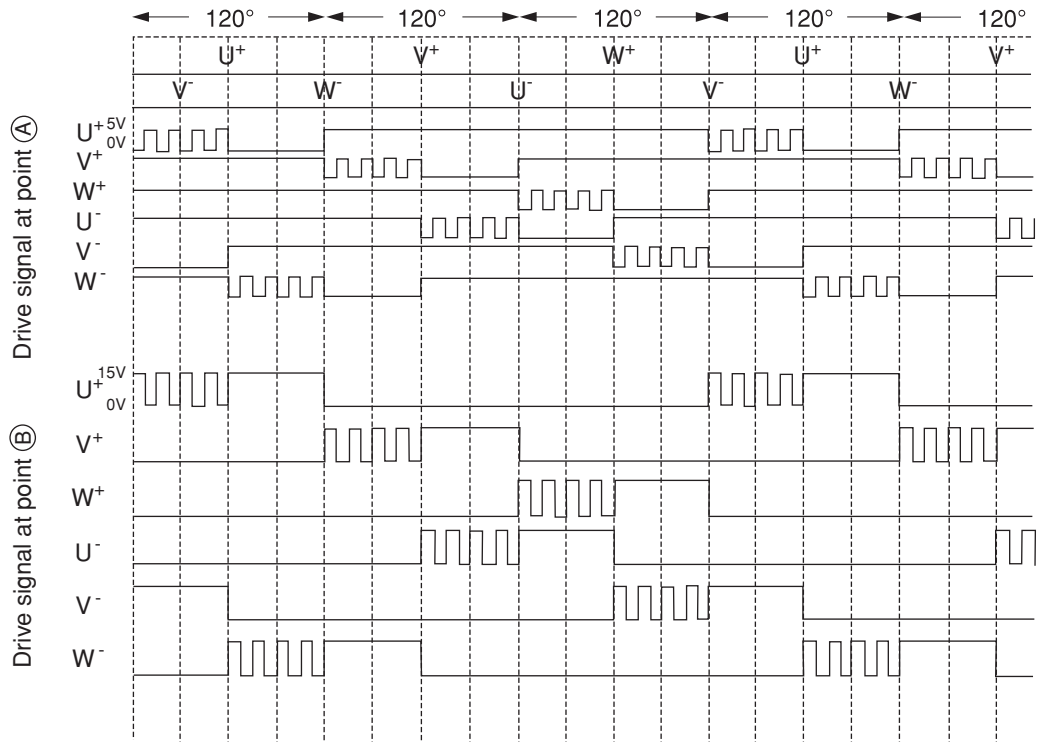 120° 120° 120° 120° 120°
U⁺ V⁺ W⁺ U⁺ V⁺
V⁻ W⁻ U⁻ V⁻ W⁻
Drive signal at point Ⓐ
U⁺ 5V 0V
V⁺
W⁺
U⁻
V⁻
W⁻
Drive signal at point Ⓑ
U⁺ 15V 0V
V⁺
W⁺
U⁻
V⁻
W⁻